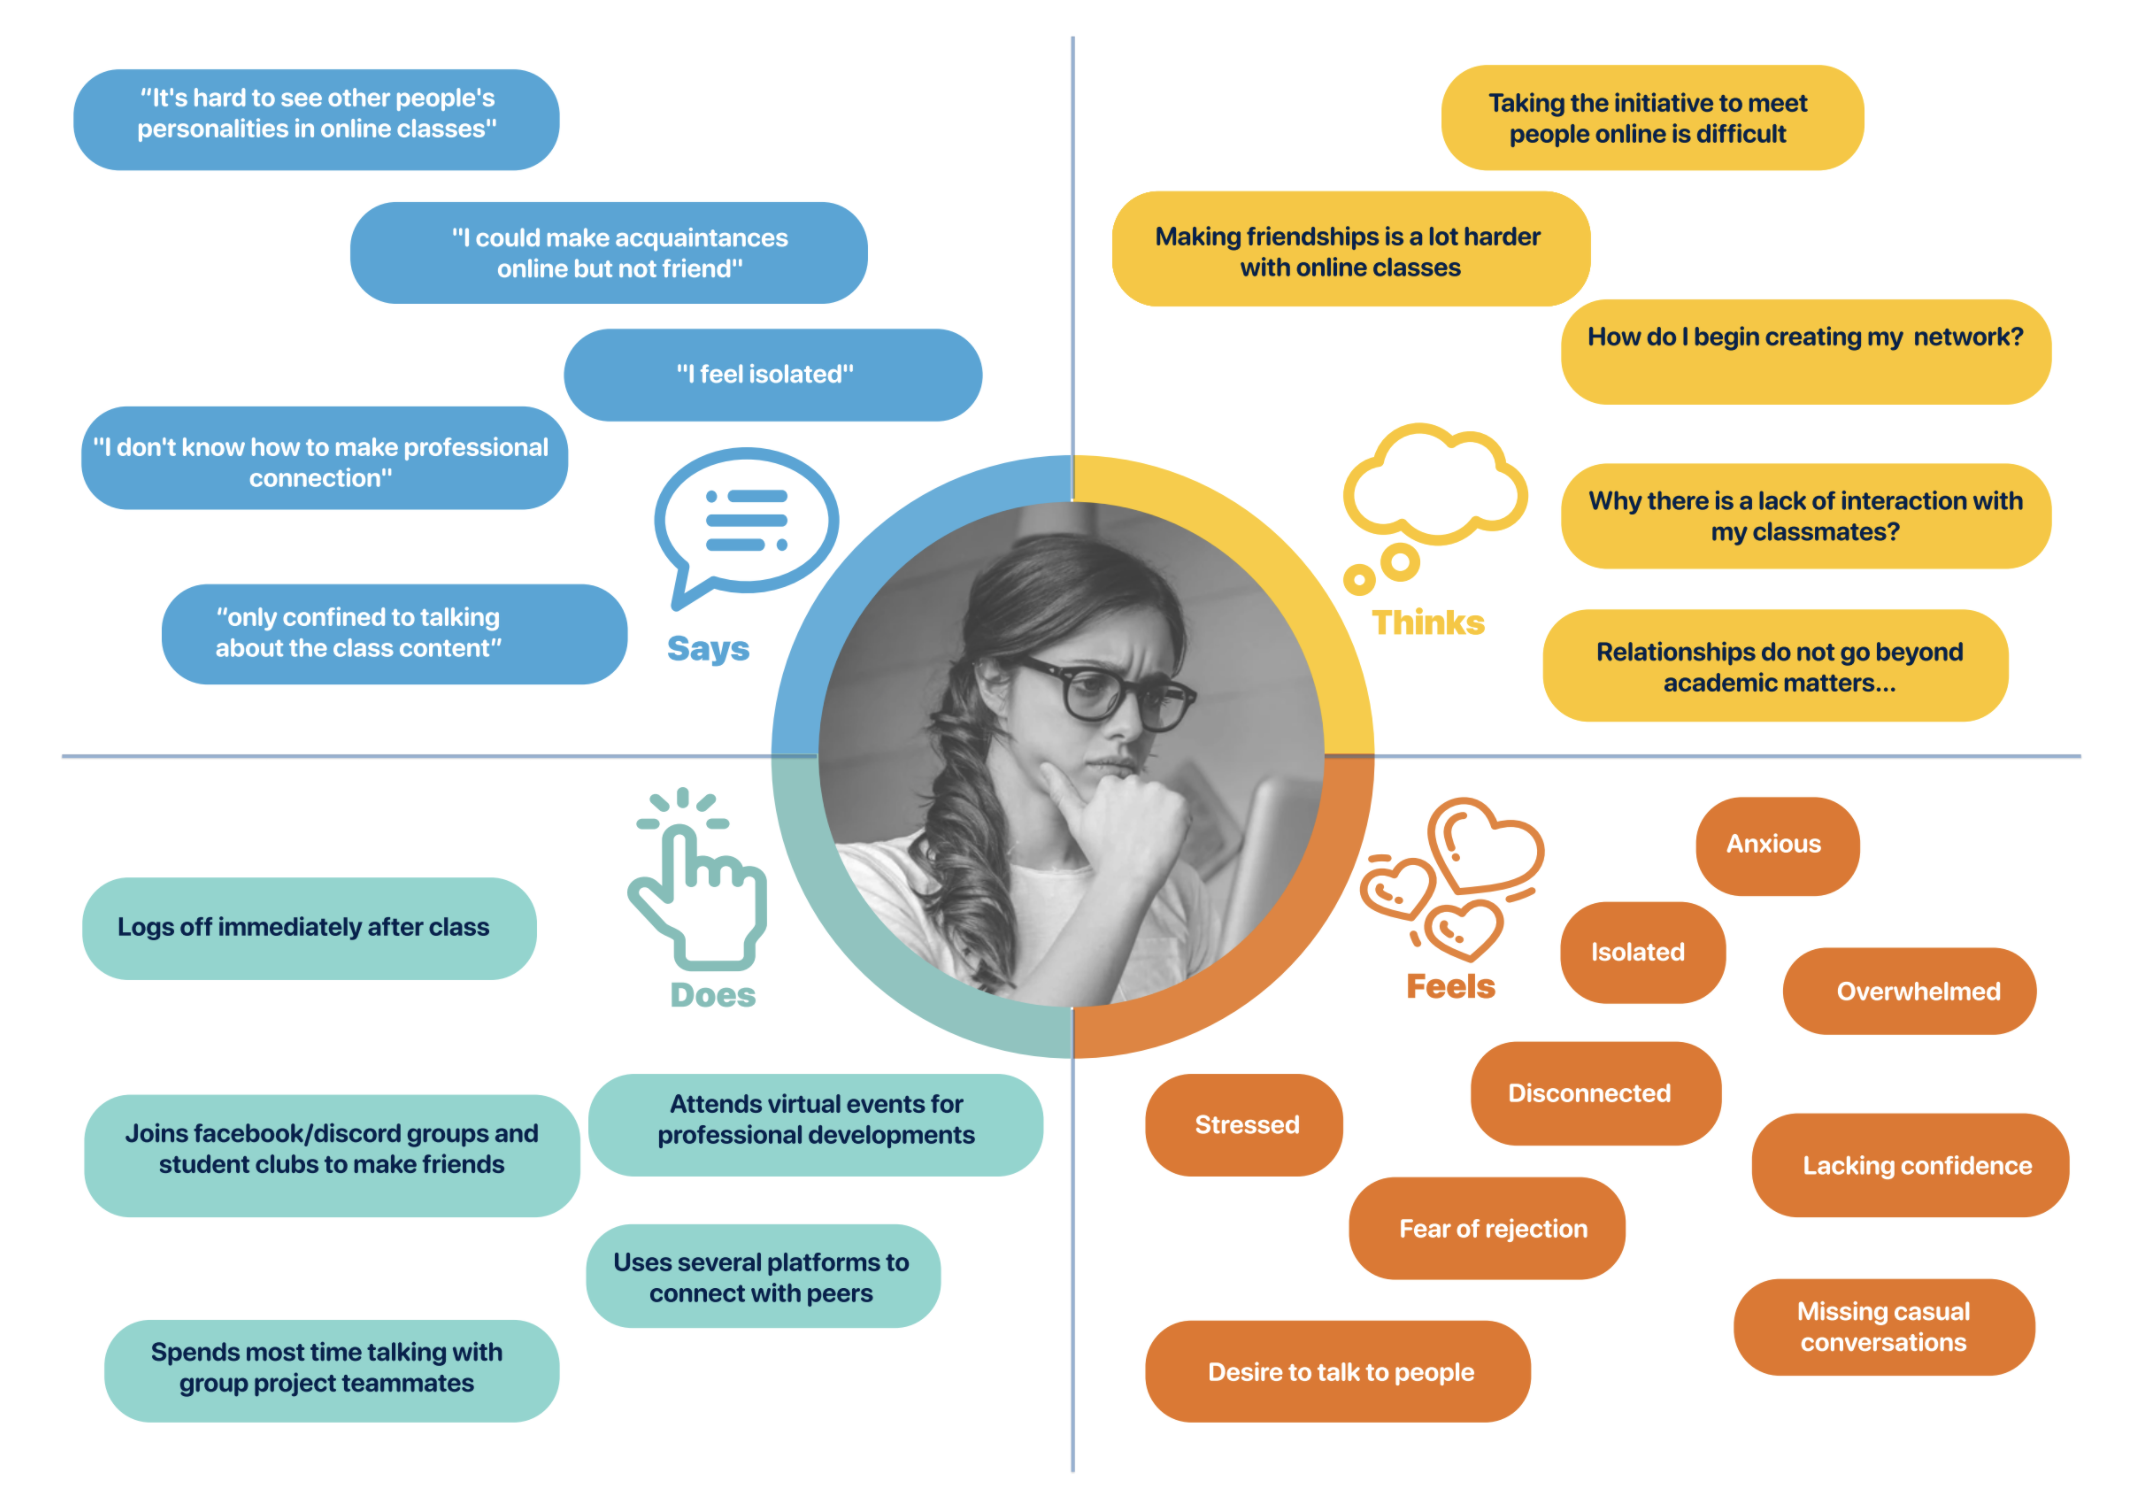 “It's hard to see other people's
personalities in online classes"
"I could make acquaintances
online but not friend"
"I feel isolated"
"I don't know how to make professional
connection"
“only confined to talking
about the class content”
Says
Taking the initiative to meet
people online is difficult
Making friendships is a lot harder
with online classes
How do I begin creating my network?
Why there is a lack of interaction with
my classmates?
Relationships do not go beyond
academic matters...
Thinks
Does
Logs off immediately after class
Attends virtual events for
professional developments
Joins facebook/discord groups and
student clubs to make friends
Uses several platforms to
connect with peers
Spends most time talking with
group project teammates
Feels
Anxious
Isolated
Overwhelmed
Disconnected
Stressed
Lacking confidence
Fear of rejection
Missing casual
conversations
Desire to talk to people